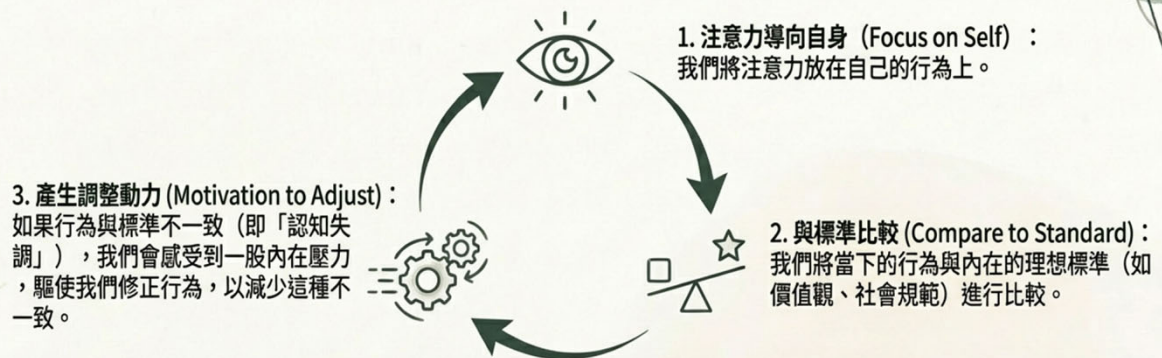 1. 注意力導向自身（Focus on Self）：
我們將注意力放在自己的行為上。
2. 與標準比較 (Compare to Standard)：
我們將當下的行為與內在的理想標準（如
價值觀、社會規範）進行比較。
3. 產生調整動力 (Motivation to Adjust)：
如果行為與標準不一致（即「認知失
調」），我們會感受到一股內在壓力
，驅使我們修正行為，以減少這種不
一致。